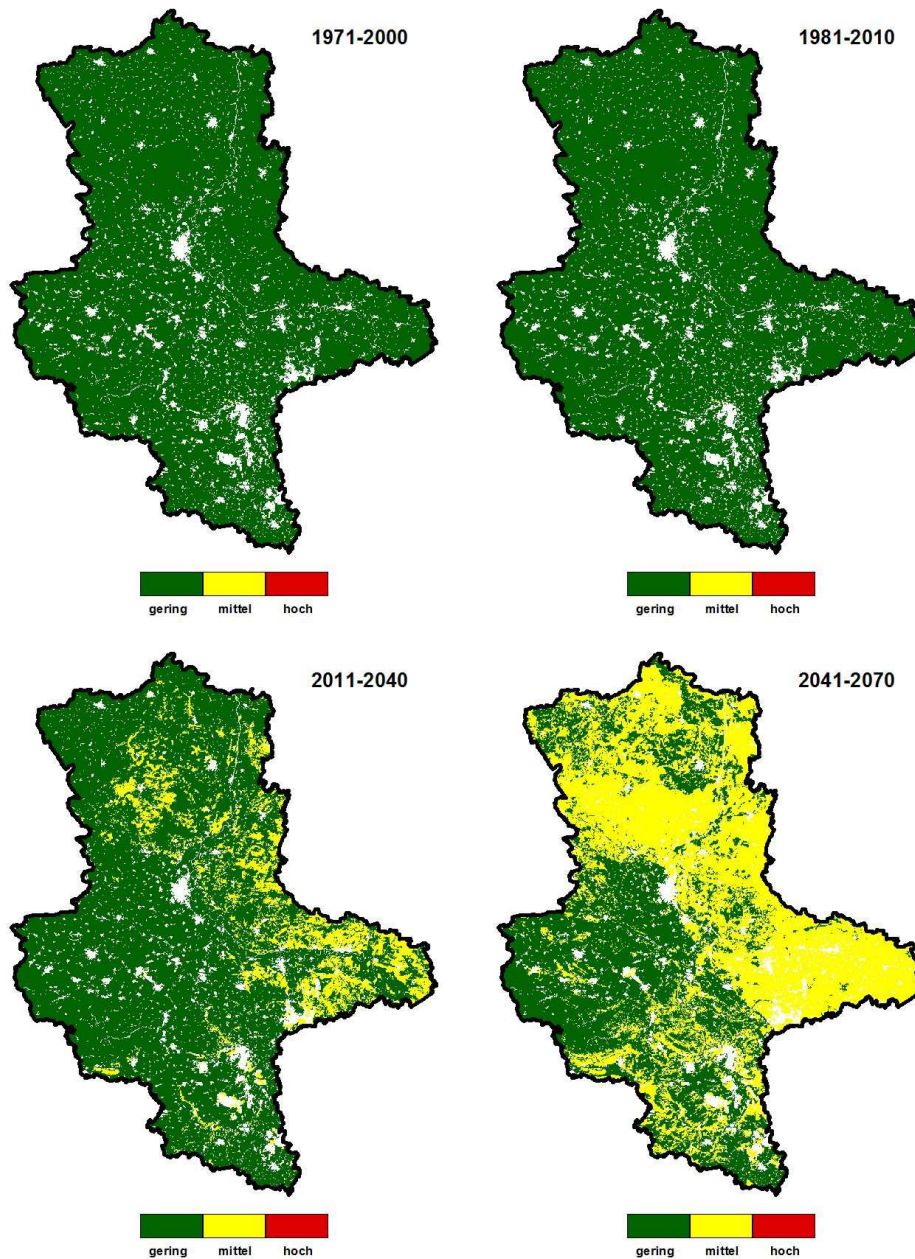 1971-2000
1981-2010
gering mittel hoch
gering mittel hoch
2011-2040
2041-2070
gering mittel hoch
gering mittel hoch